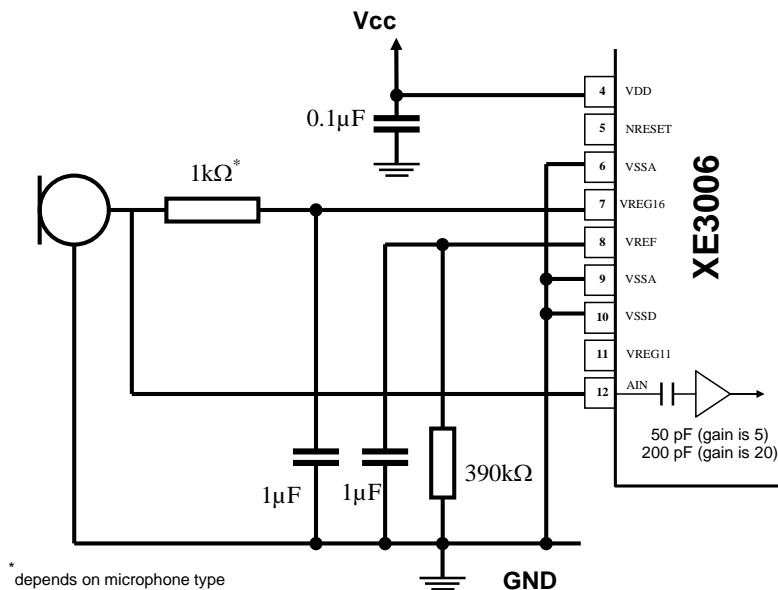 Vcc
0.1µF
1kΩ*
4 VDD
5 NRESET
6 VSSA
7 VREG16
8 VREF
9 VSSA
10 VSSD
11 VREG11
12 AIN
XE3006
50 pF (gain is 5)
200 pF (gain is 20)
1µF
1µF
390kΩ
GND
*depends on microphone type